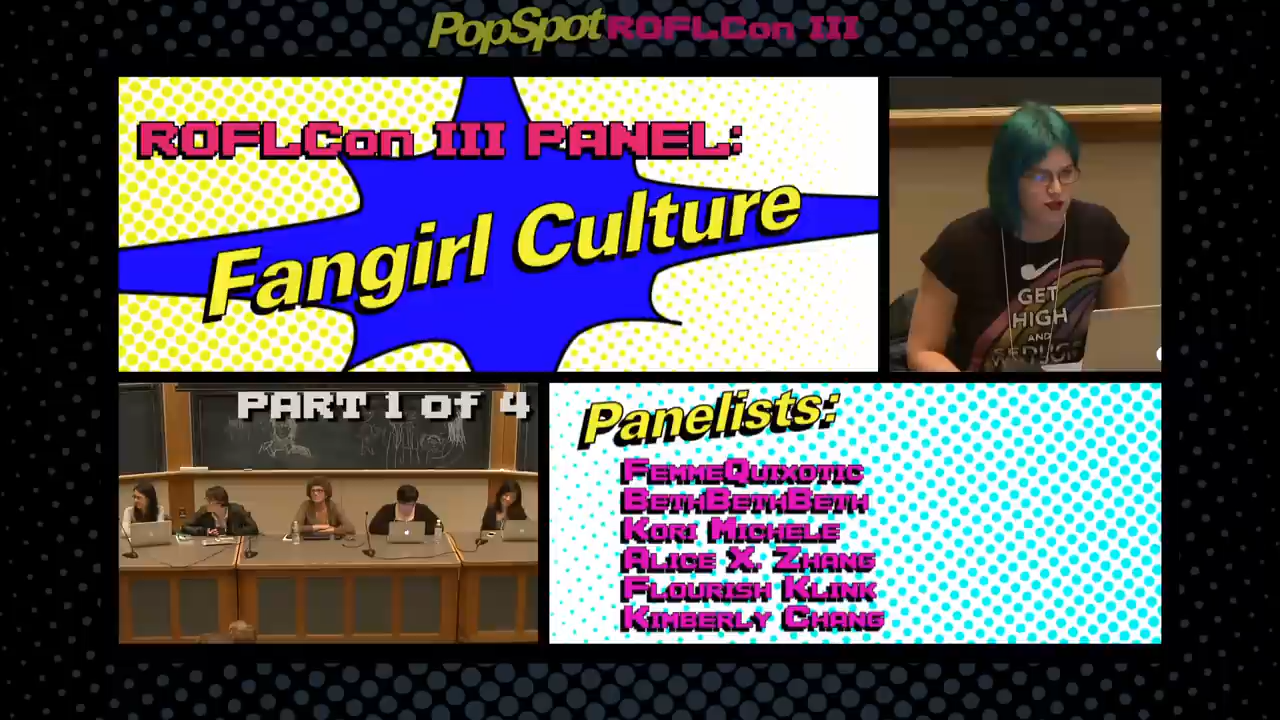 PopSpot ROFLCon III
ROFLCon III PANEL:
Fangirl Culture
GET
HIGH
AND
PART 1 of 4
Panelists:
FemmeQuixotic
BethBethBeth
Kori Michele
Alice X. Zhang
Flourish Klink
Kimberly Chang